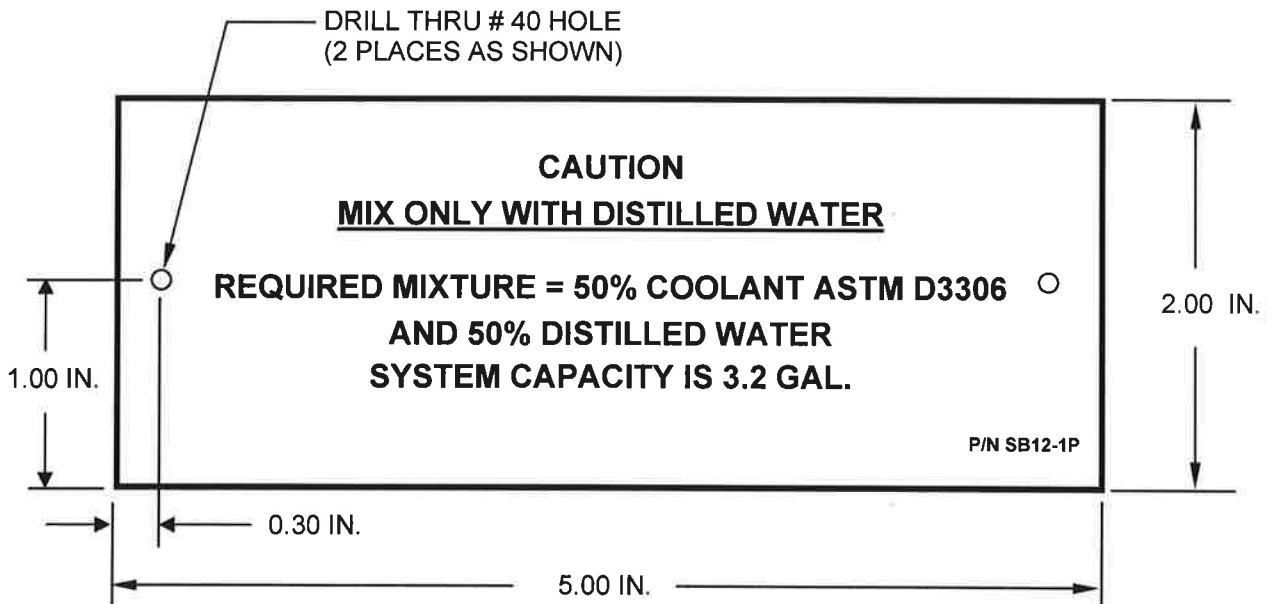 DRILL THRU # 40 HOLE
(2 PLACES AS SHOWN)
CAUTION
MIX ONLY WITH DISTILLED WATER
REQUIRED MIXTURE = 50% COOLANT ASTM D3306
AND 50% DISTILLED WATER
SYSTEM CAPACITY IS 3.2 GAL.
P/N SB12-1P
2.00 IN.
1.00 IN.
0.30 IN.
5.00 IN.